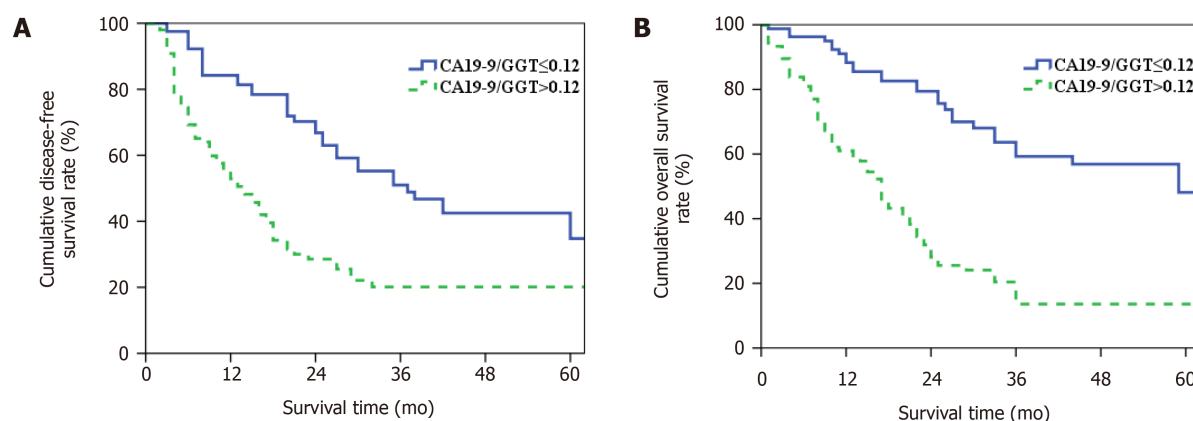 A
Cumulative disease-free
survival rate (%)
100
80
60
40
20
0
CA19-9/GGT≤0.12
CA19-9/GGT>0.12
0 12 24 36 48 60
Survival time (mo)
B
Cumulative overall survival
rate (%)
100
80
60
40
20
0
CA19-9/GGT≤0.12
CA19-9/GGT>0.12
0 12 24 36 48 60
Survival time (mo)